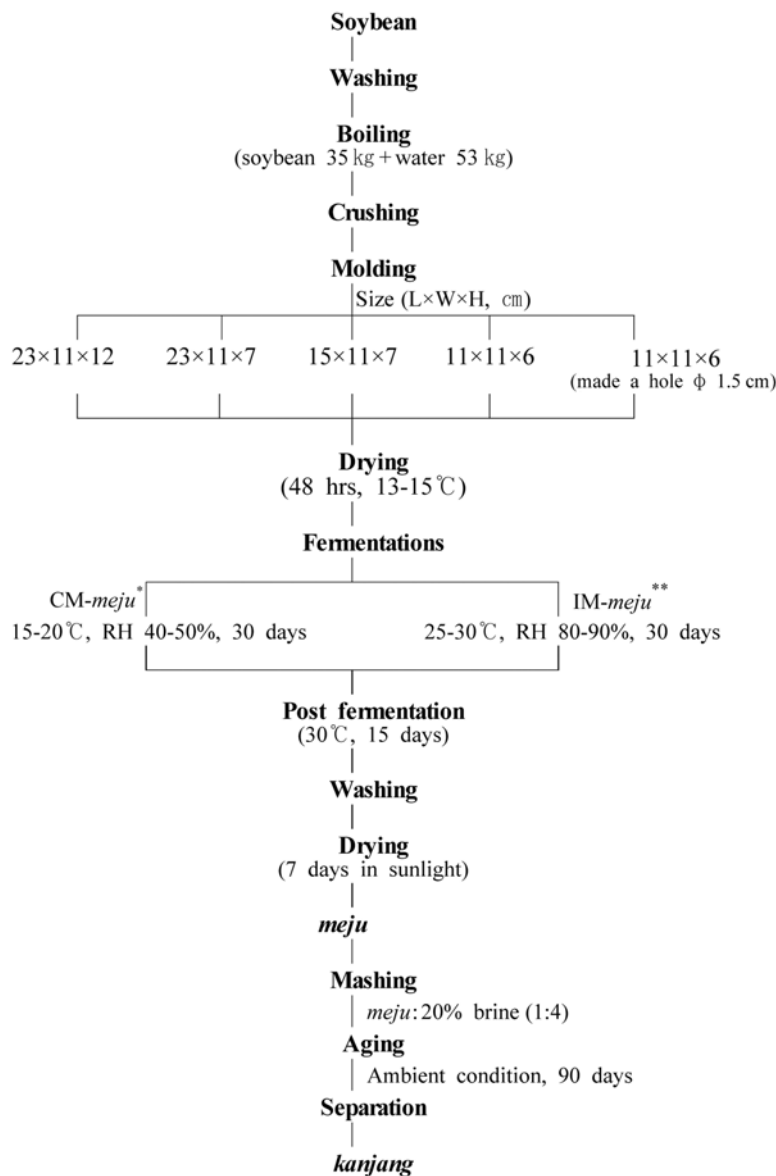 Soybean
Washing
Boiling
(soybean 35㎏+water 53㎏)
Crushing
Molding
Size (L×W×H, ㎝)
23×11×12 23×11×7 15×11×7 11×11×6 11×11×6
(made a hole ф 1.5 cm)
Drying
(48 hrs, 13-15℃)
Fermentations
CM-meju* IM-meju**
15-20℃, RH 40-50%, 30 days 25-30℃, RH 80-90%, 30 days
Post fermentation
(30℃, 15 days)
Washing
Drying
(7 days in sunlight)
meju
Mashing
meju:20% brine (1:4)
Aging
Ambient condition, 90 days
Separation
kanjang